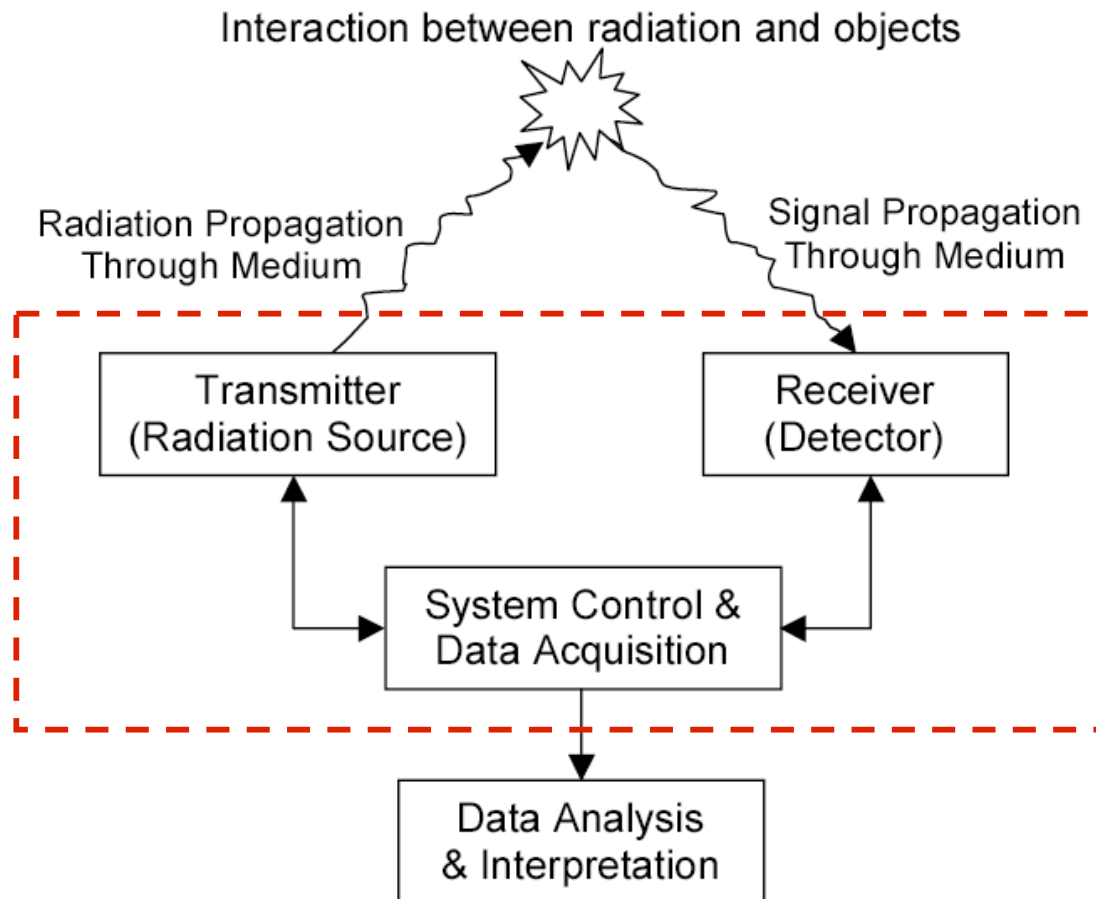 Interaction between radiation and objects
Radiation Propagation
Through Medium
Signal Propagation
Through Medium
Transmitter
(Radiation Source)
Receiver
(Detector)
System Control &
Data Acquisition
Data Analysis
& Interpretation